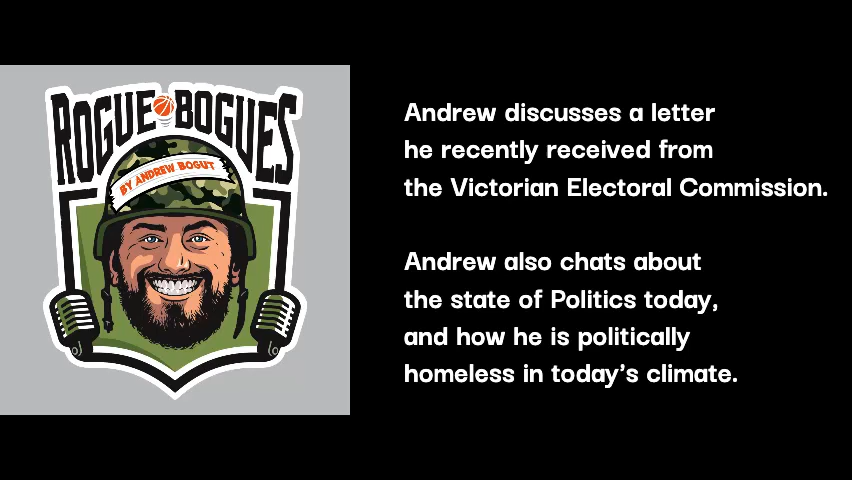 ROGUE BOGUES
BY ANDREW BOGUT
Andrew discusses a letter
he recently received from
the Victorian Electoral Commission.
Andrew also chats about
the state of Politics today,
and how he is politically
homeless in today's climate.